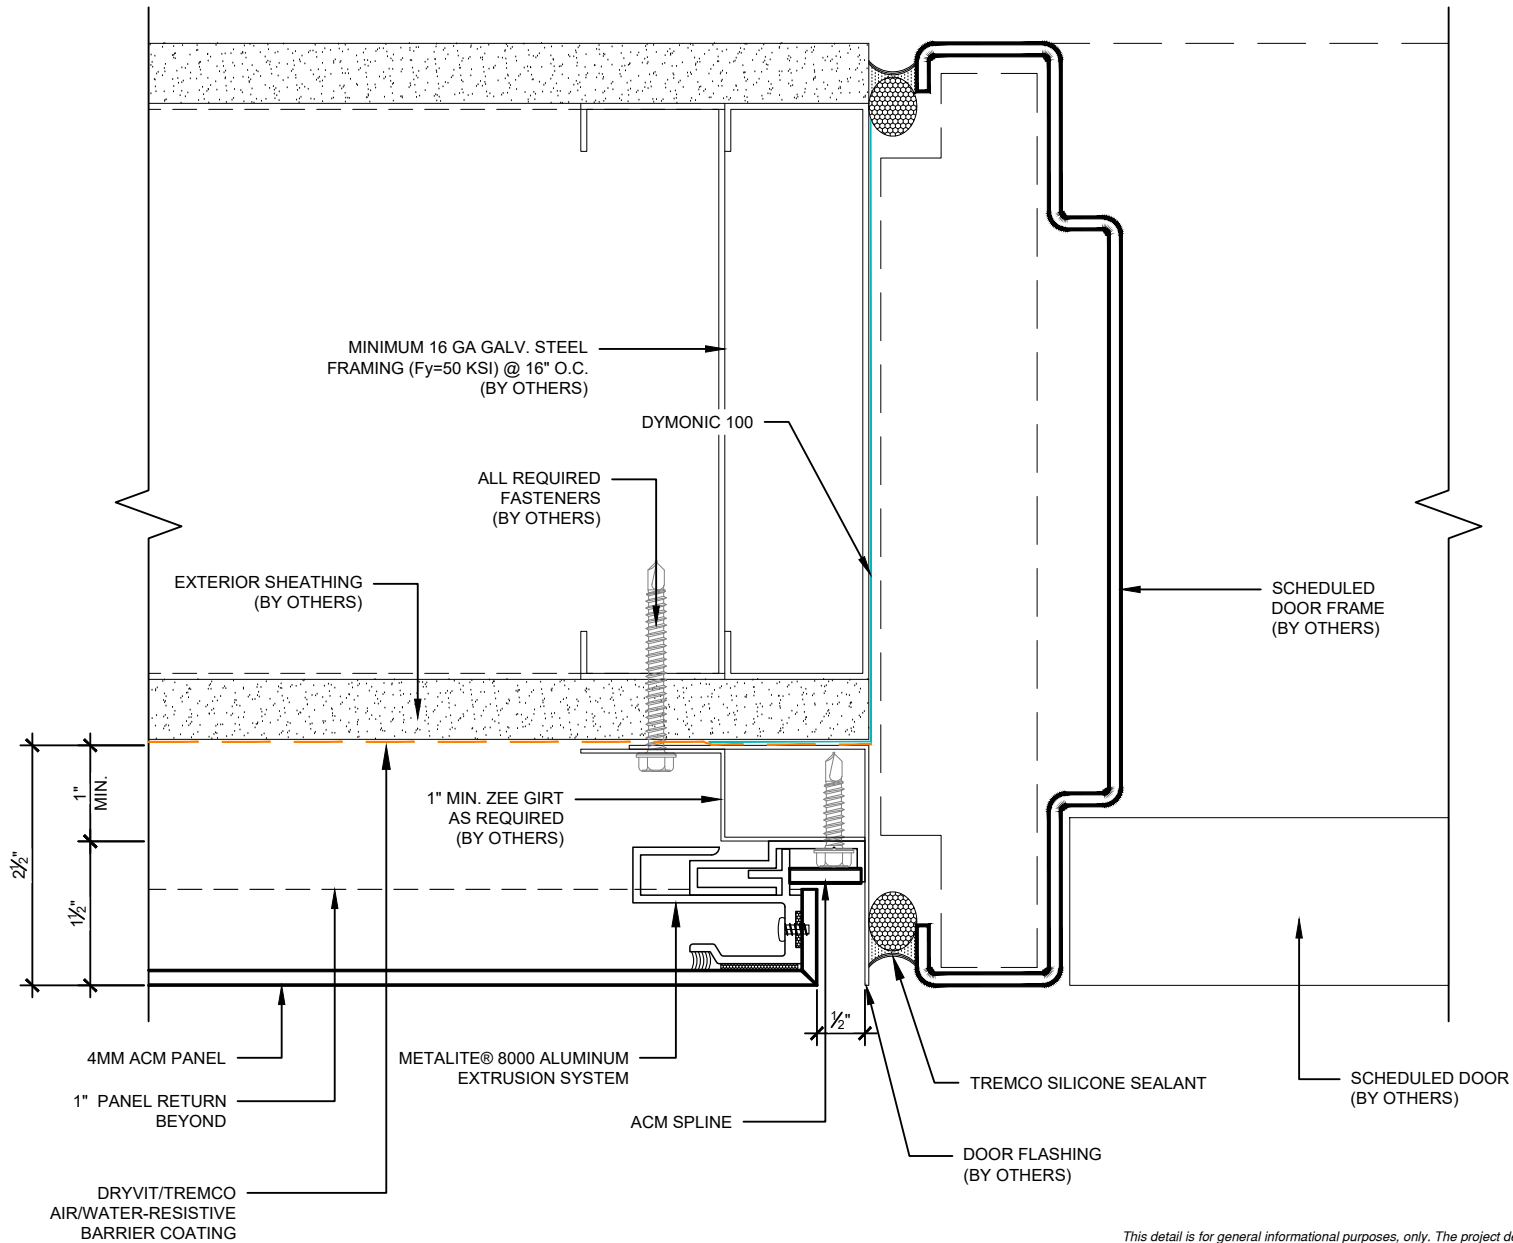 MINIMUM 16 GA GALV. STEEL
FRAMING (Fy=50 KSI) @ 16" O.C.
(BY OTHERS)
DYMONIC 100
ALL REQUIRED
FASTENERS
(BY OTHERS)
EXTERIOR SHEATHING
(BY OTHERS)
SCHEDULED
DOOR FRAME
(BY OTHERS)
1"
MIN.
2½"
1½"
1" MIN. ZEE GIRT
AS REQUIRED
(BY OTHERS)
½"
4MM ACM PANEL
METALITE® 8000 ALUMINUM
EXTRUSION SYSTEM
TREMCO SILICONE SEALANT
SCHEDULED DOOR
(BY OTHERS)
1" PANEL RETURN
BEYOND
ACM SPLINE
DOOR FLASHING
(BY OTHERS)
DRYVIT/TREMCO
AIR/WATER-RESISTIVE
BARRIER COATING
This detail is for general informational purposes, only. The project de